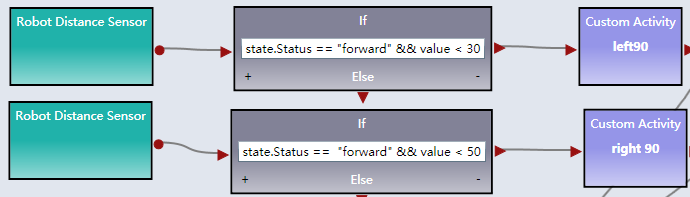 Robot Distance Sensor
If
state.Status == "forward" && value < 30
+ Else -
Custom Activity
left90
Robot Distance Sensor
If
state.Status == "forward" && value < 50
+ Else -
Custom Activity
right 90